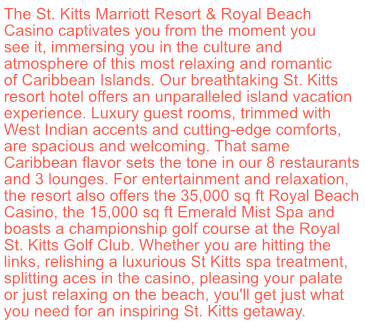 The St. Kitts Marriott Resort & Royal Beach
Casino captivates you from the moment you
see it, immersing you in the culture and
atmosphere of this most relaxing and romantic
of Caribbean Islands. Our breathtaking St. Kitts
resort hotel offers an unparalleled island vacation
experience. Luxury guest rooms, trimmed with
West Indian accents and cutting-edge comforts,
are spacious and welcoming. That same
Caribbean flavor sets the tone in our 8 restaurants
and 3 lounges. For entertainment and relaxation,
the resort also offers the 35,000 sq ft Royal Beach
Casino, the 15,000 sq ft Emerald Mist Spa and
boasts a championship golf course at the Royal
St. Kitts Golf Club. Whether you are hitting the
links, relishing a luxurious St Kitts spa treatment,
splitting aces in the casino, pleasing your palate
or just relaxing on the beach, you'll get just what
you need for an inspiring St. Kitts getaway.